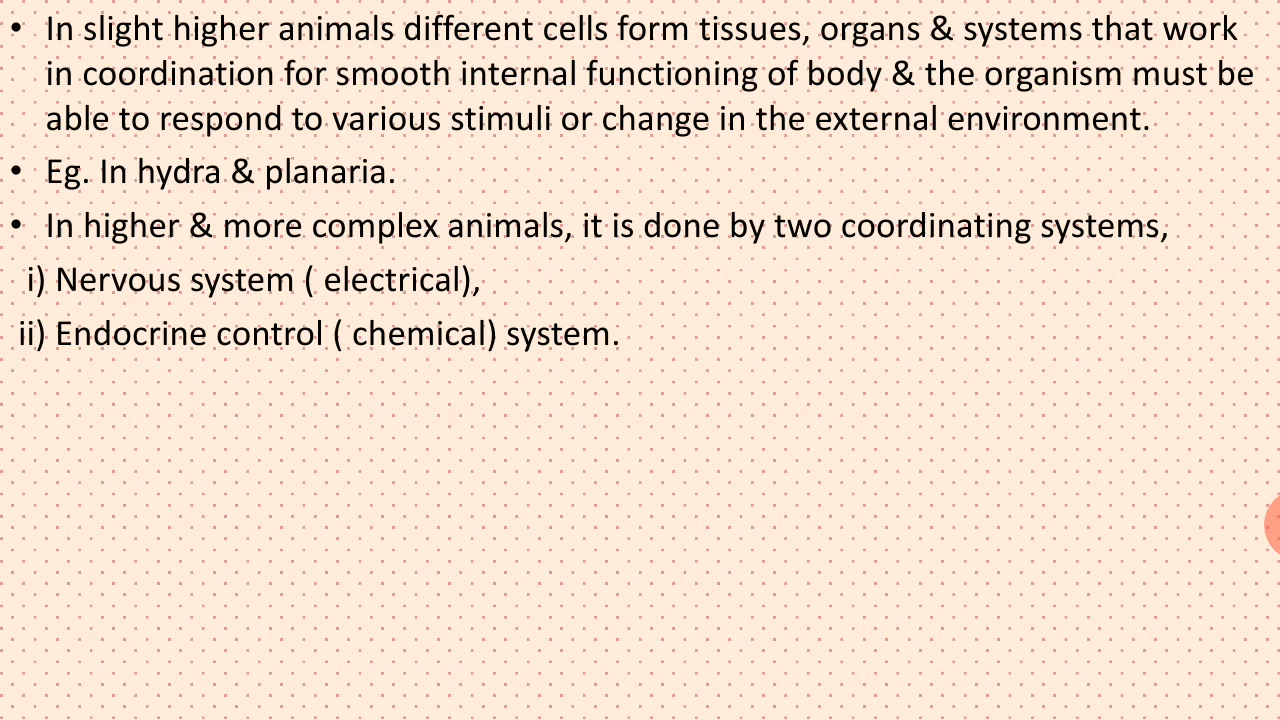 • In slight higher animals different cells form tissues, organs & systems that work
in coordination for smooth internal functioning of body & the organism must be
able to respond to various stimuli or change in the external environment.
• Eg. In hydra & planaria.
• In higher & more complex animals, it is done by two coordinating systems,
i) Nervous system ( electrical),
ii) Endocrine control ( chemical) system.